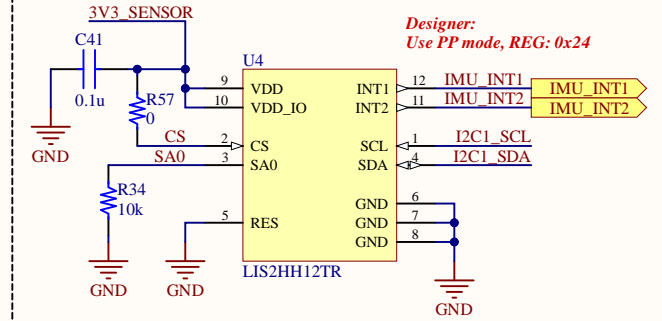 3V3_SENSOR
Designer:
Use PP mode, REG: 0x24
C41
0.1u
GND
R57
0
U4
9 VDD INT1 12 IMU_INT1 IMU_INT1
10 VDD_IO INT2 11 IMU_INT2 IMU_INT2
CS 2 CS SCL 1 I2C1_SCL
SA0 3 SA0 SDA 4 I2C1_SDA
R34
10k
GND 6
5 RES GND 7
GND 8
LIS2HH12TR
GND
GND
GND